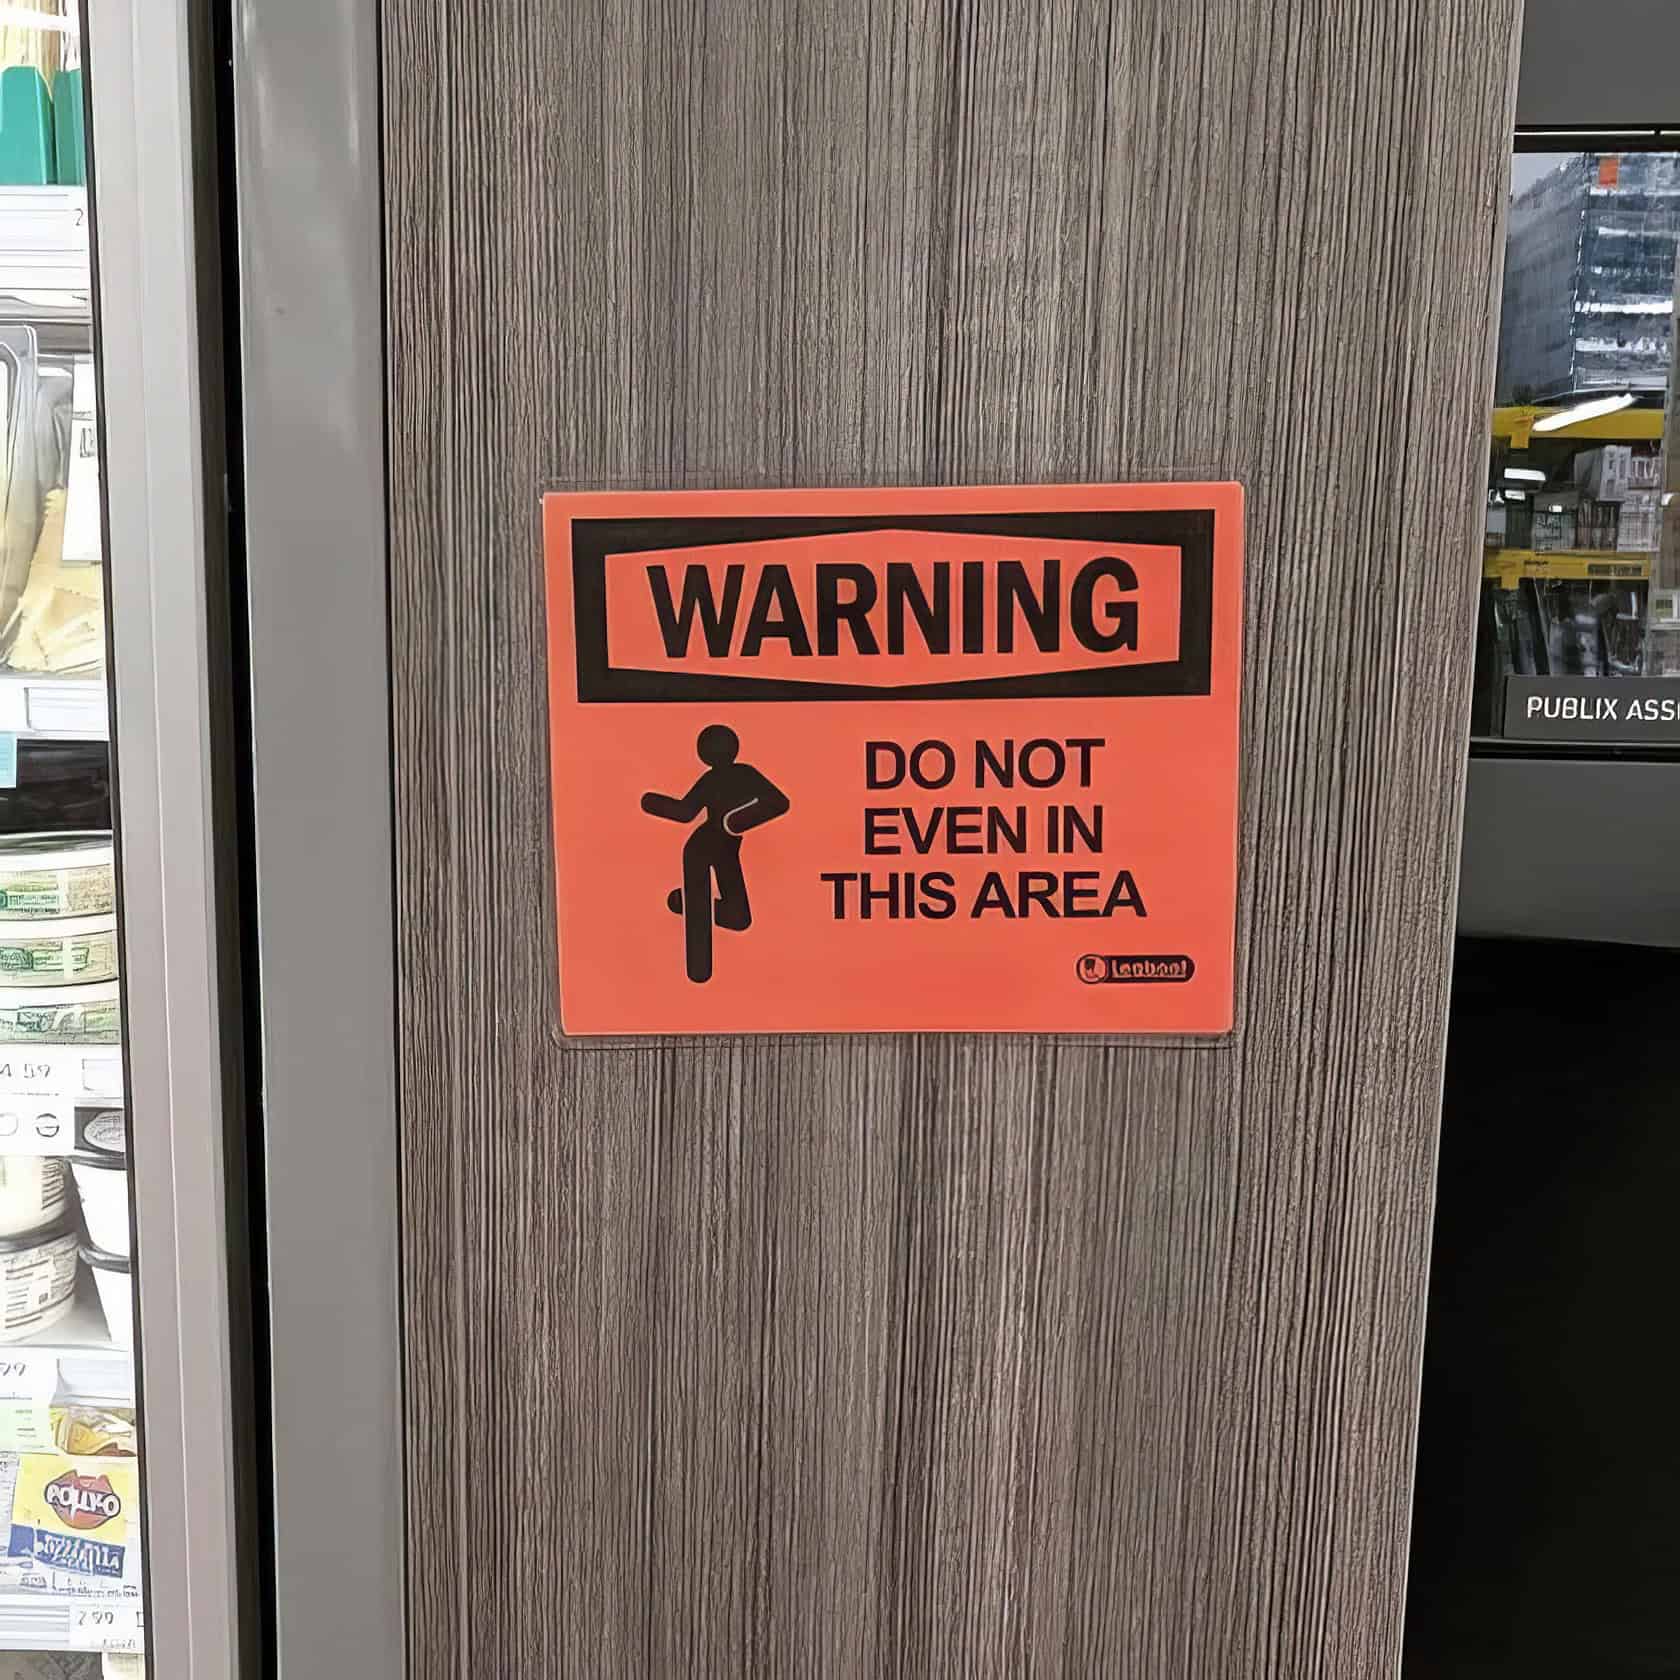 WARNING
DO NOT
EVEN IN
THIS AREA
PUBLIX ASS